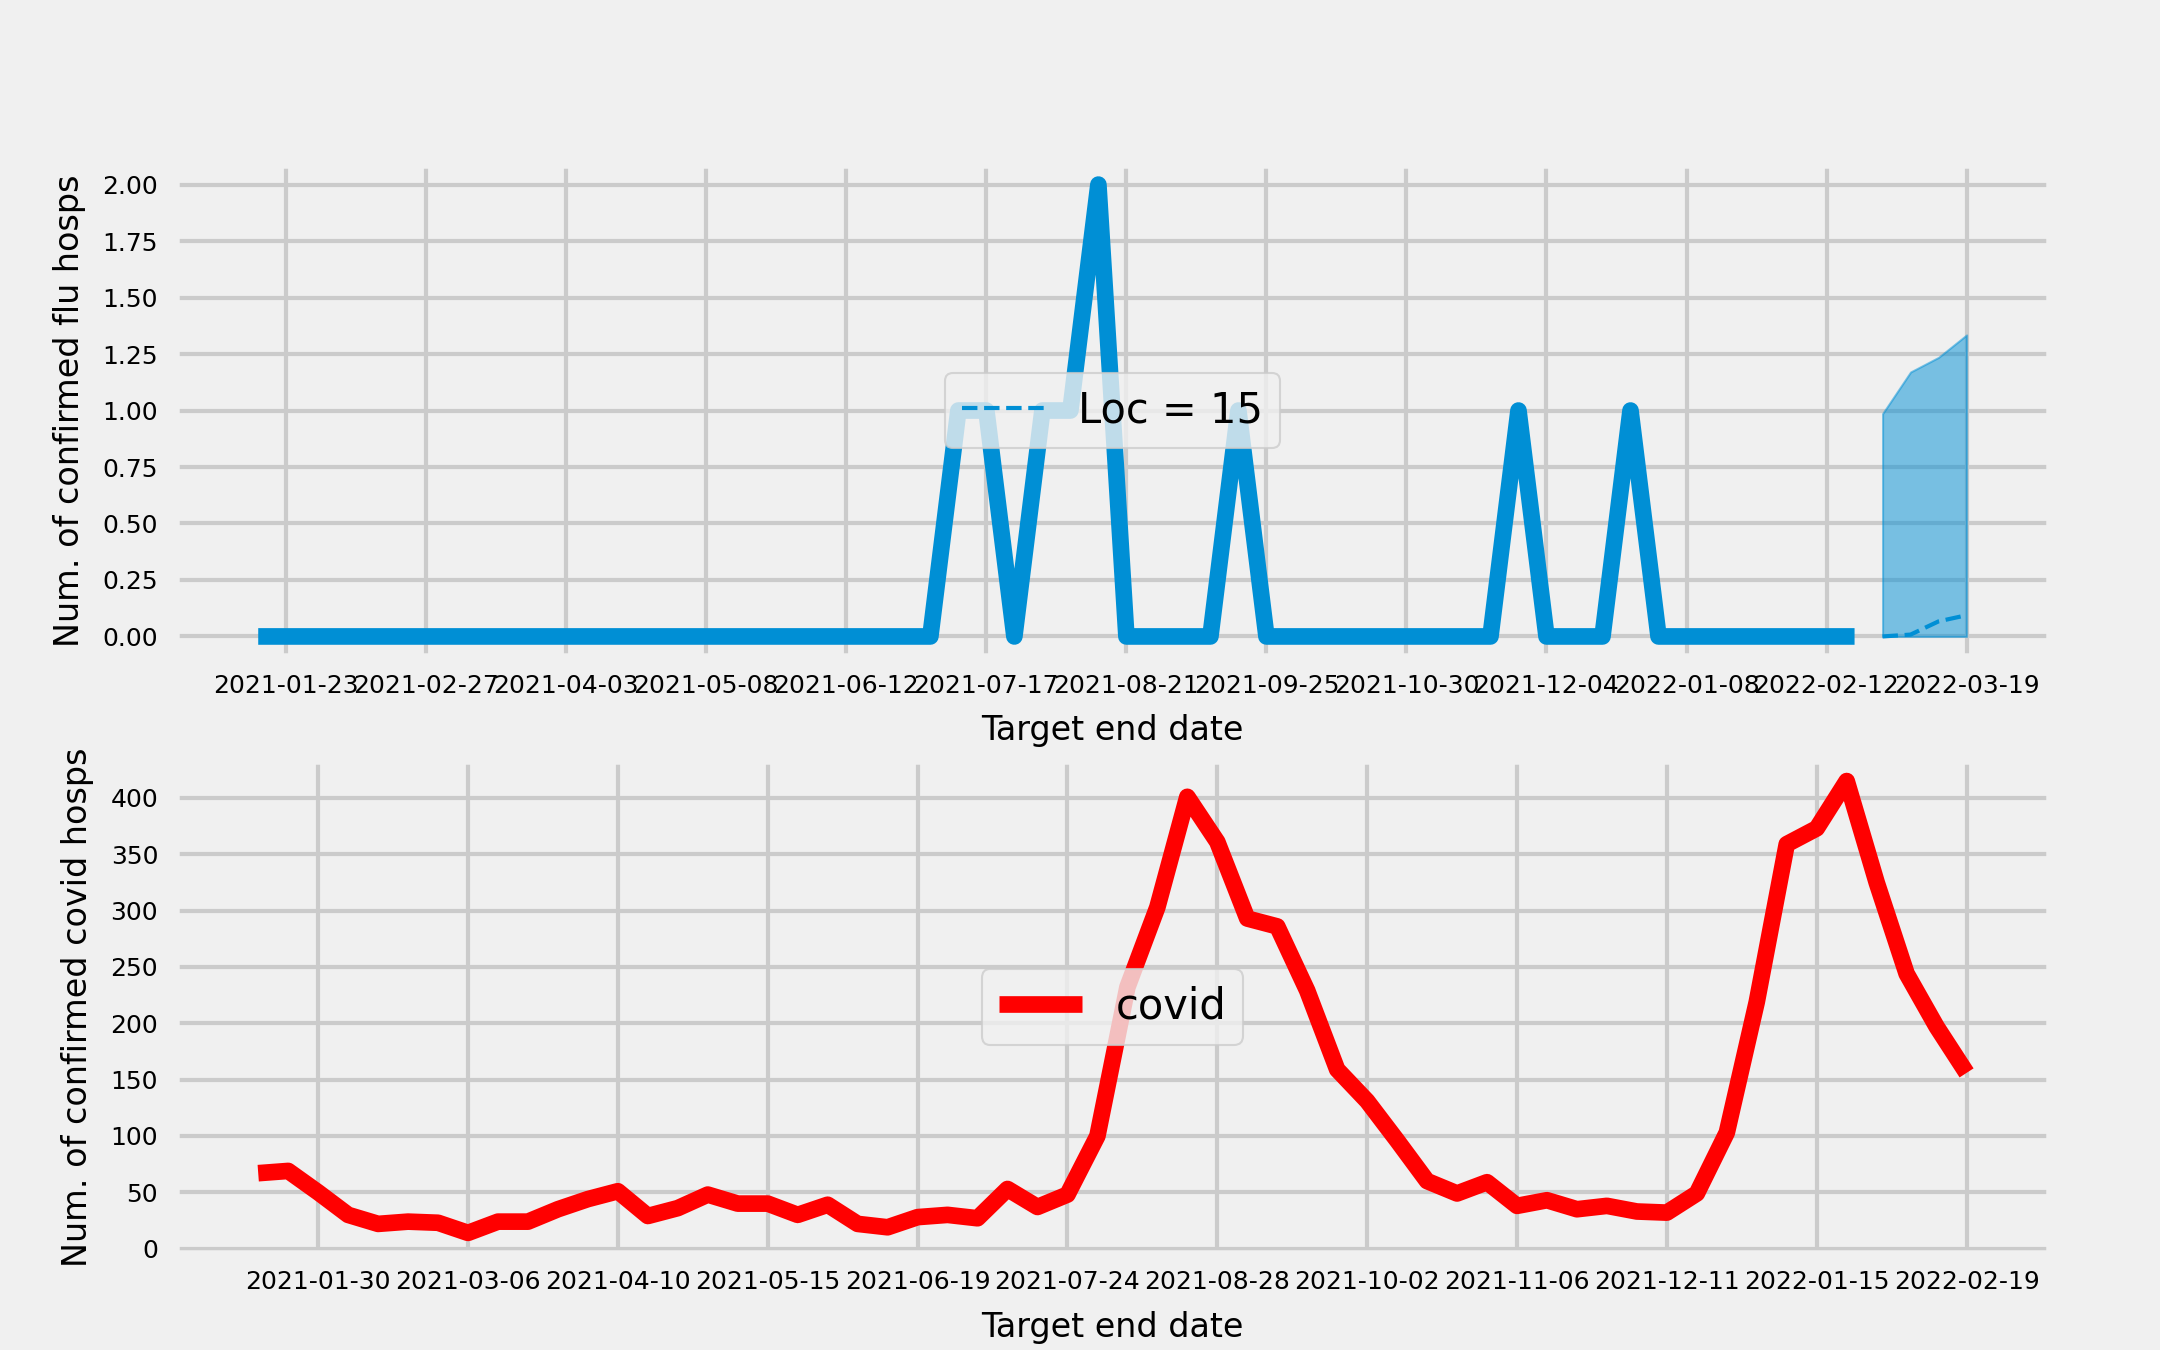 Num. of confirmed flu hosps
2.00
1.75
1.50
1.25
1.00
0.75
0.50
0.25
0.00
Loc = 15
2021-01-23 2021-02-27 2021-04-03 2021-05-08 2021-06-12 2021-07-17 2021-08-21 2021-09-25 2021-10-30 2021-12-04 2022-01-08 2022-02-12 2022-03-19
Target end date
Num. of confirmed covid hosps
400
350
300
250
200
150
100
50
0
covid
2021-01-30 2021-03-06 2021-04-10 2021-05-15 2021-06-19 2021-07-24 2021-08-28 2021-10-02 2021-11-06 2021-12-11 2022-01-15 2022-02-19
Target end date